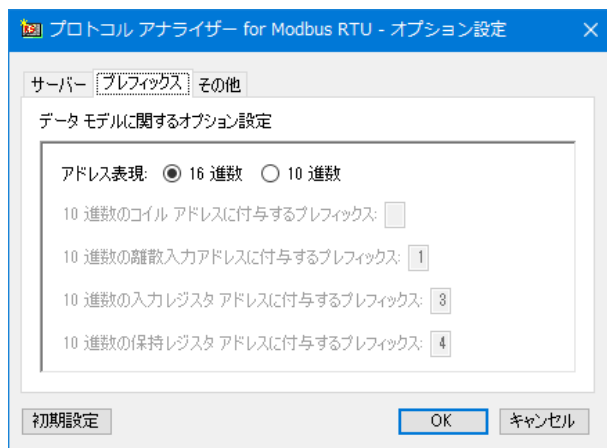 プロトコル アナライザー for Modbus RTU - オプション設定
サーバー プレフィックス その他
データ モデルに関するオプション設定
アドレス表現: 16 進数 10 進数
10 進数のコイル アドレスに付与するプレフィックス:
10 進数の離散入力アドレスに付与するプレフィックス: 1
10 進数の入力レジスタ アドレスに付与するプレフィックス: 3
10 進数の保持レジスタ アドレスに付与するプレフィックス: 4
初期設定 OK キャンセル